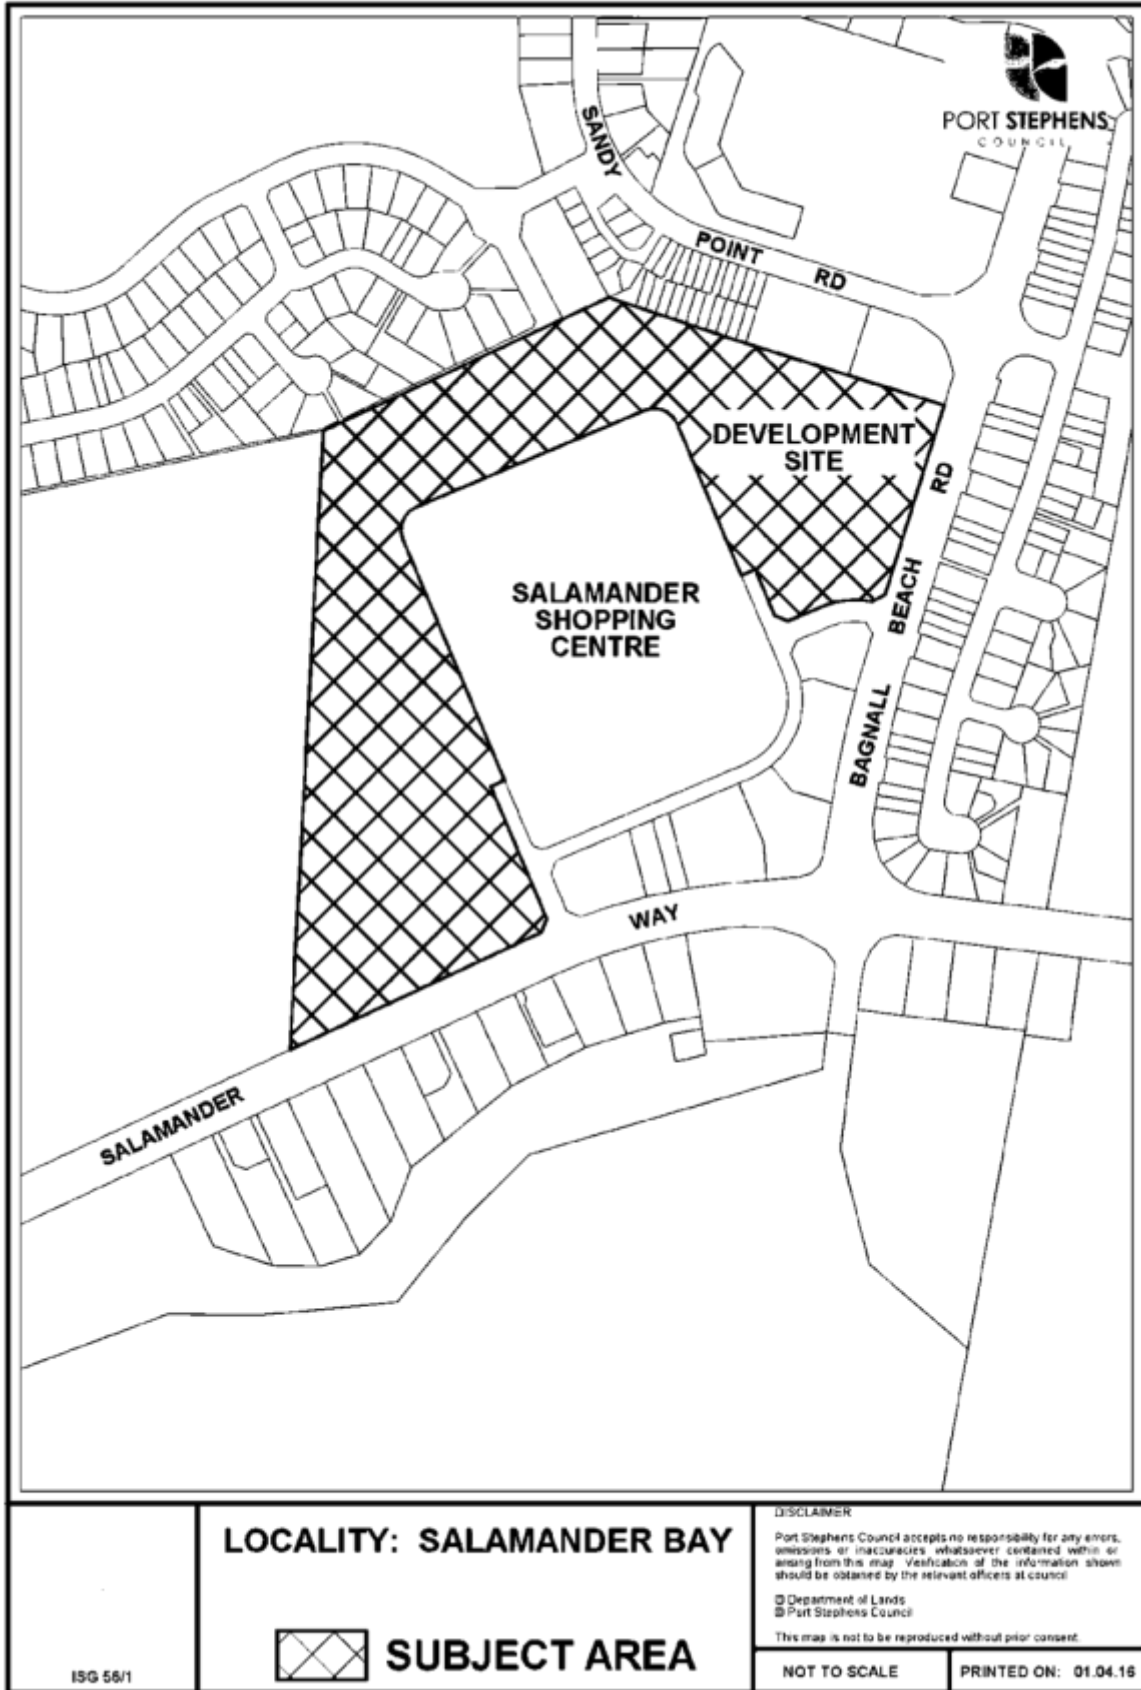 PORT STEPHENS
COUNCIL
SANDY
POINT
RD
DEVELOPMENT
SITE
RD
BEACH
BAGNALL
SALAMANDER
SHOPPING
CENTRE
WAY
SALAMANDER
LOCALITY: SALAMANDER BAY
SUBJECT AREA
ISG 56/1
DISCLAIMER
Port Stephens Council accepts no responsibility for any errors,
omissions or inaccuracies whatsoever contained within or
arising from this map. Verification of the information shown
should be obtained by the relevant officers at council
© Department of Lands
© Port Stephens Council
This map is not to be reproduced without prior consent.
NOT TO SCALE
PRINTED ON: 01.04.16